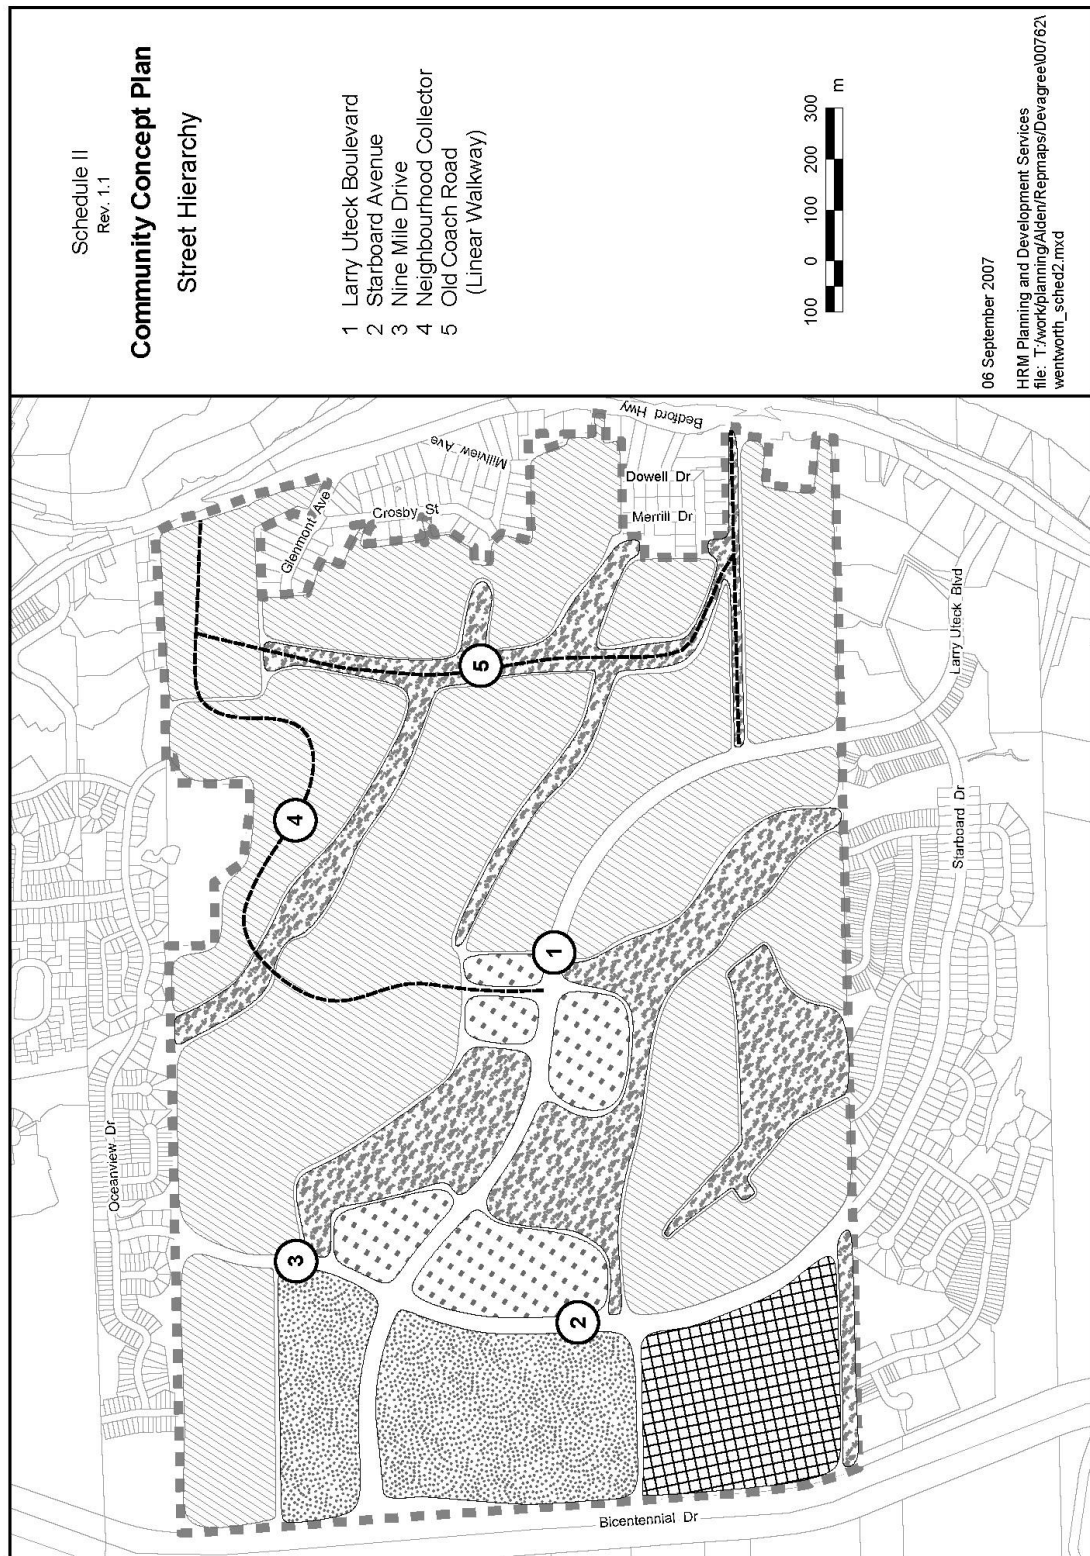 Schedule II
Rev. 1.1
Community Concept Plan
Street Hierarchy
1 Larry Uteck Boulevard
2 Starboard Avenue
3 Nine Mile Drive
4 Neighbourhood Collector
5 Old Coach Road
(Linear Walkway)
100 0 100 200 300
m
06 September 2007
HRM Planning and Development Services
file: T:/work/planning/Alden/Repmaps/Devagree\00762\
wentworth_sched2.mxd
Glenmont Ave
Crosby St
Millview Ave
Bedford Hwy
Dowell Dr
Merrill Dr
Larry Uteck Blvd
Starboard Dr
Oceanview Dr
Bicentennial Dr
1
2
3
4
5